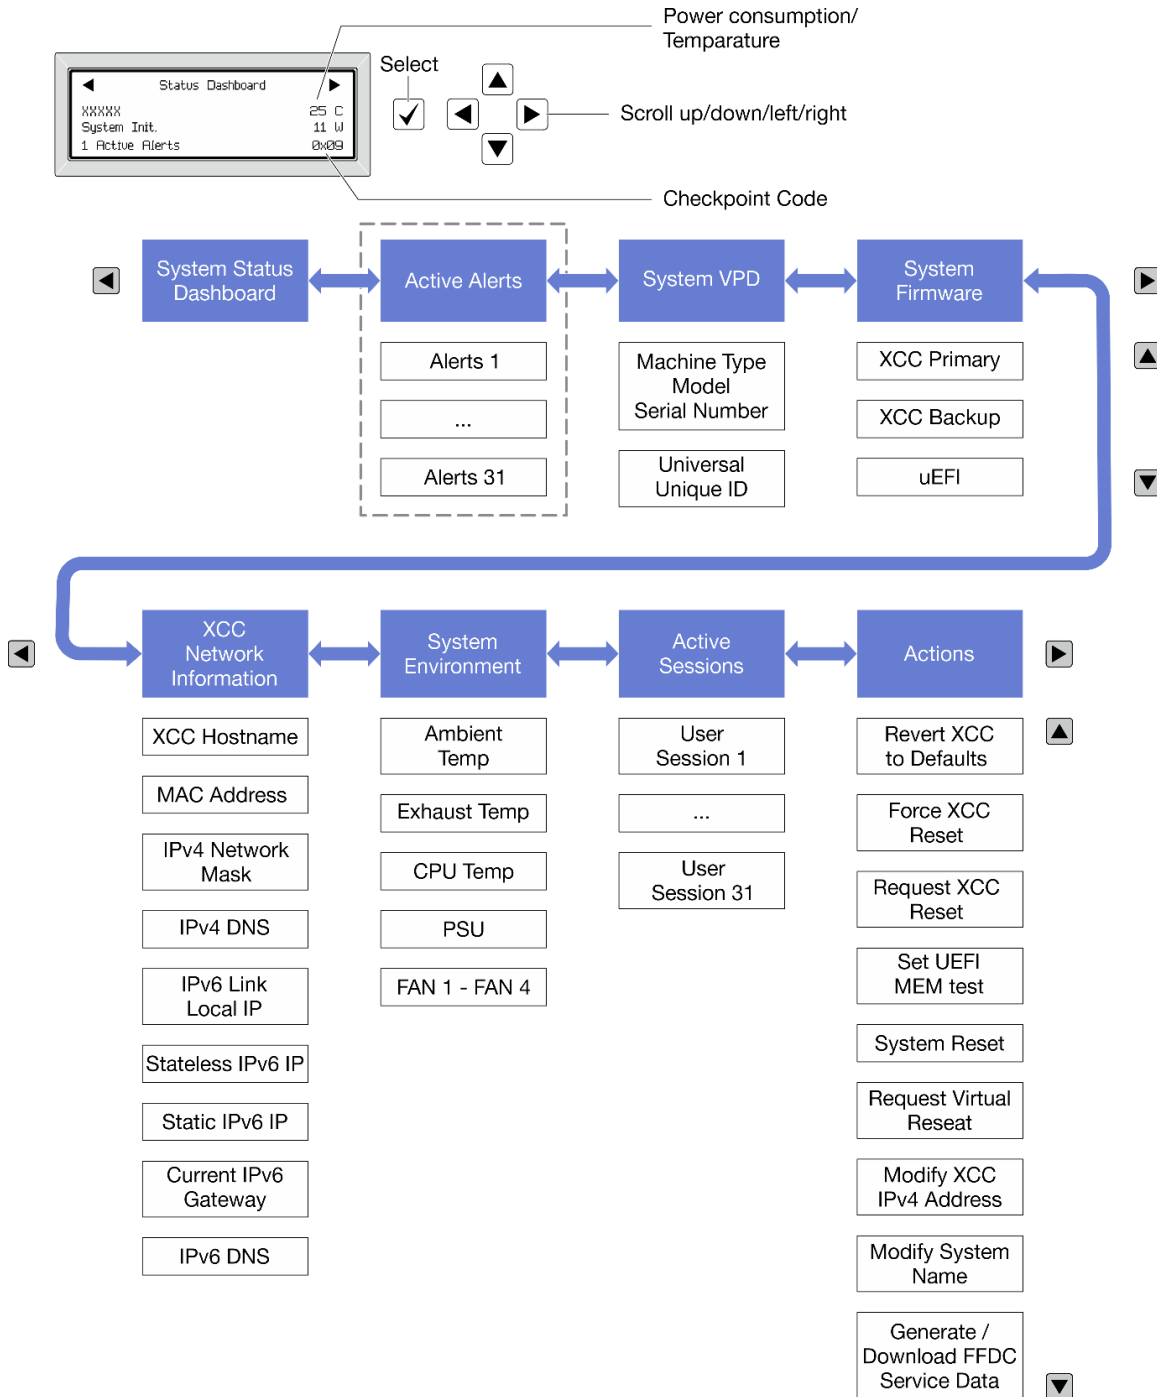 Power consumption/
Temparature
Select
Status Dashboard
XXXXX 25 C
System Init. 11 W
1 Active Alerts 0x09
Scroll up/down/left/right
Checkpoint Code
System Status
Dashboard
Active Alerts
System VPD
System
Firmware
Alerts 1
...
Alerts 31
Machine Type
Model
Serial Number
Universal
Unique ID
XCC Primary
XCC Backup
uEFI
XCC
Network
Information
System
Environment
Active
Sessions
Actions
XCC Hostname
MAC Address
IPv4 Network
Mask
IPv4 DNS
IPv6 Link
Local IP
Stateless IPv6 IP
Static IPv6 IP
Current IPv6
Gateway
IPv6 DNS
Ambient
Temp
Exhaust Temp
CPU Temp
PSU
FAN 1 - FAN 4
User
Session 1
...
User
Session 31
Revert XCC
to Defaults
Force XCC
Reset
Request XCC
Reset
Set UEFI
MEM test
System Reset
Request Virtual
Reseat
Modify XCC
IPv4 Address
Modify System
Name
Generate /
Download FFDC
Service Data